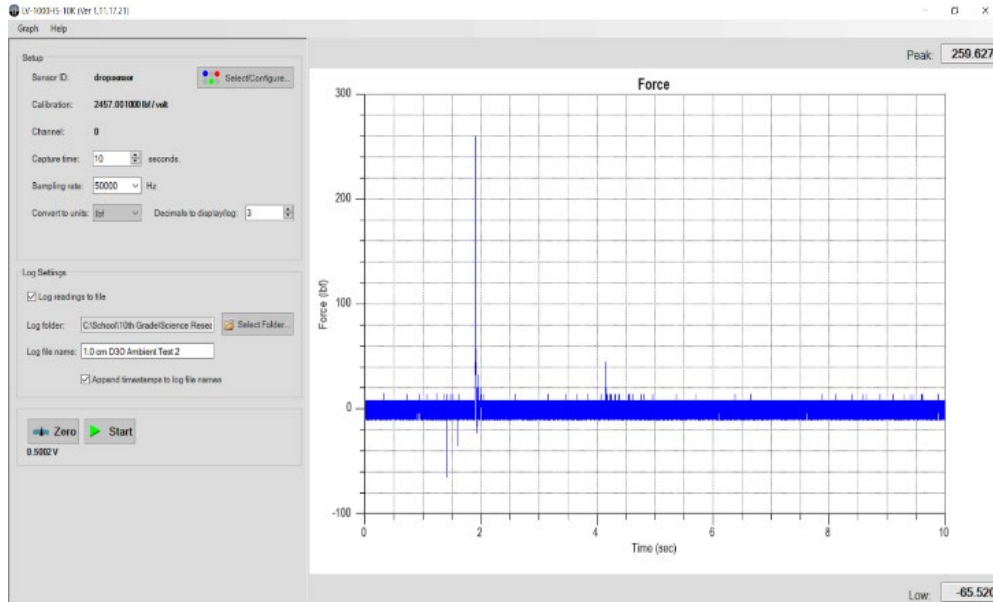 LV-1000-IS-10K (Ver 1.11.17.21)
Graph Help
Setup
Sensor ID: dropsensor Select/Configure...
Calibration: 2457.001000 lbf / volt
Channel: 0
Capture time: 10 seconds.
Sampling rate: 50000 Hz
Convert to units: lbf Decimals to display/log: 3
Log Settings
Log readings to file
Log folder: C:\School\10th Grade\Science Resea Select Folder...
Log file name: 1.0 cm D3O Ambient Test 2
Append timestamps to log file names
Zero Start
0.5002 V
Peak: 259.627
Force
300
200
100
0
-100
Force (lbf)
0 2 4 6 8 10
Time (sec)
Low: -65.520